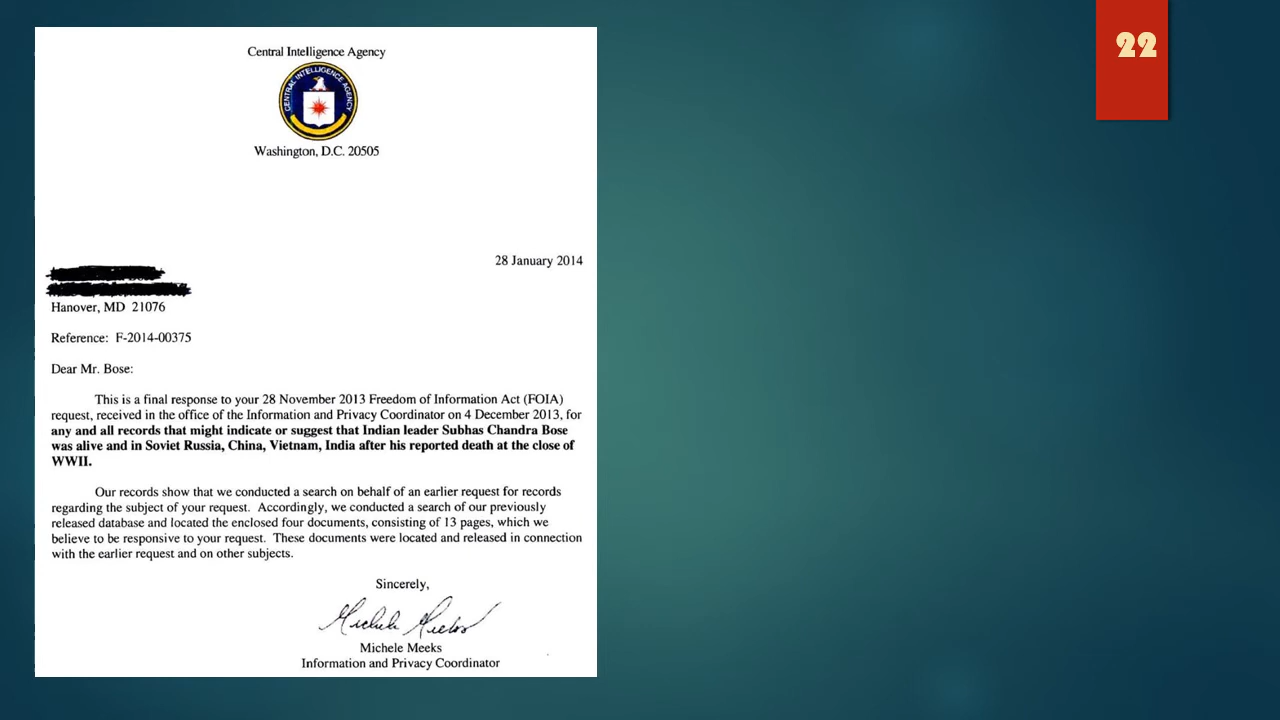 22
Central Intelligence Agency
CENTRAL INTELLIGENCE AGENCY
Washington, D.C. 20505
28 January 2014
Hanover, MD 21076
Reference: F-2014-00375
Dear Mr. Bose:
This is a final response to your 28 November 2013 Freedom of Information Act (FOIA)
request, received in the office of the Information and Privacy Coordinator on 4 December 2013, for
any and all records that might indicate or suggest that Indian leader Subhas Chandra Bose
was alive and in Soviet Russia, China, Vietnam, India after his reported death at the close of
WWII.
Our records show that we conducted a search on behalf of an earlier request for records
regarding the subject of your request. Accordingly, we conducted a search of our previously
released database and located the enclosed four documents, consisting of 13 pages, which we
believe to be responsive to your request. These documents were located and released in connection
with the earlier request and on other subjects.
Sincerely,
Michele Meeks
Michele Meeks
Information and Privacy Coordinator